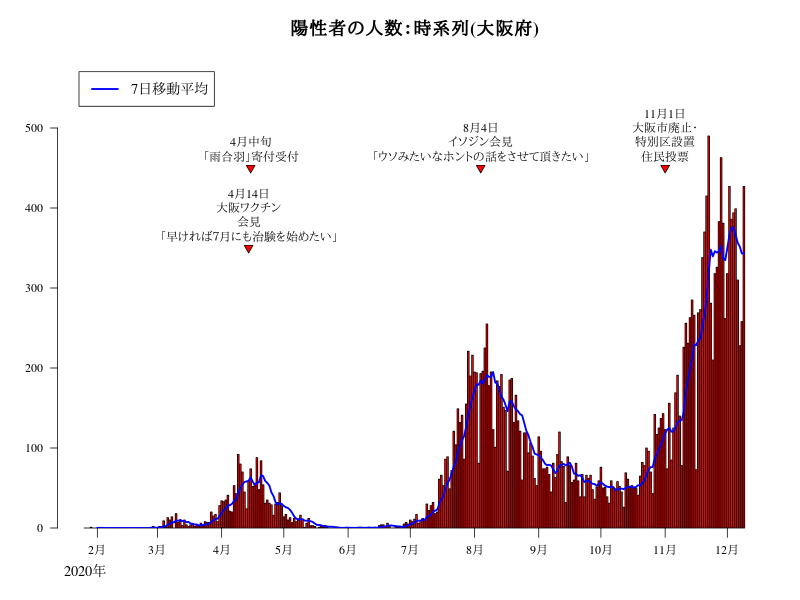 陽性者の人数：時系列(大阪府)
7日移動平均
11月1日
大阪市廃止・
特別区設置
住民投票
8月4日
イソジン会見
「ウソみたいなホントの話をさせて頂きたい」
4月中旬
「雨合羽」寄付受付
4月14日
大阪ワクチン
会見
「早ければ7月にも治験を始めたい」
500
400
300
200
100
0
2月 3月 4月 5月 6月 7月 8月 9月 10月 11月 12月
2020年